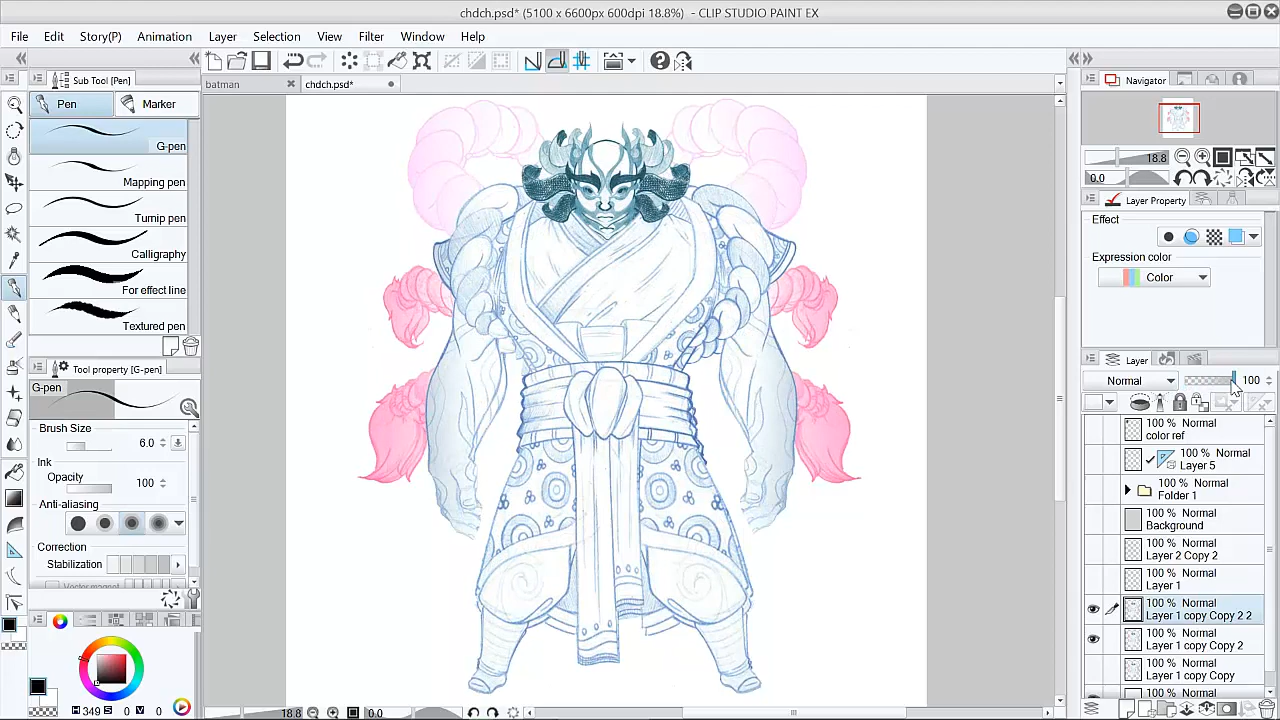 chdch.psd* (5100 x 6600px 600dpi 18.8%) - CLIP STUDIO PAINT EX
File Edit Story(P) Animation Layer Selection View Filter Window Help
Sub Tool [Pen]
batman
chdch.psd*
Navigator
Pen
Marker
G-pen
Mapping pen
Turnip pen
Calligraphy
For effect line
Textured pen
Tool property [G-pen]
G-pen
Brush Size
6.0
Ink
Opacity
100
Anti-aliasing
Correction
Stabilization
Vector magnet
H 349 S 0 V 0
18.8
0.0
18.8
0.0
Layer Property
Effect
Expression color
Color
Layer
Normal
100
100 % Normal
color ref
100 % Normal
Layer 5
100 % Normal
Folder 1
100 % Normal
Background
100 % Normal
Layer 2 Copy 2
100 % Normal
Layer 1
100 % Normal
Layer 1 copy Copy 2 2
100 % Normal
Layer 1 copy Copy 2
100 % Normal
Layer 1 copy Copy
100 % Normal